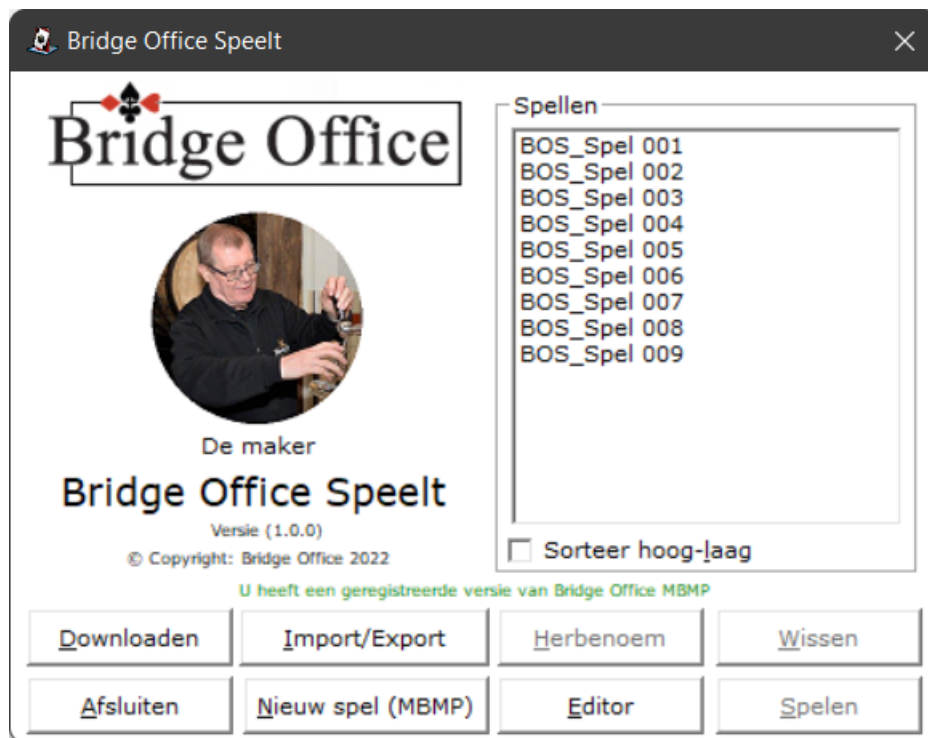 Bridge Office Speelt
Bridge Office
De maker
Bridge Office Speelt
Versie (1.0.0)
© Copyright: Bridge Office 2022
Spellen
BOS_Spel 001
BOS_Spel 002
BOS_Spel 003
BOS_Spel 004
BOS_Spel 005
BOS_Spel 006
BOS_Spel 007
BOS_Spel 008
BOS_Spel 009
Sorteer hoog-laag
U heeft een geregistreerde versie van Bridge Office MBMP
Downloaden Import/Export Herbenoem Wissen
Afsluiten Nieuw spel (MBMP) Editor Spelen